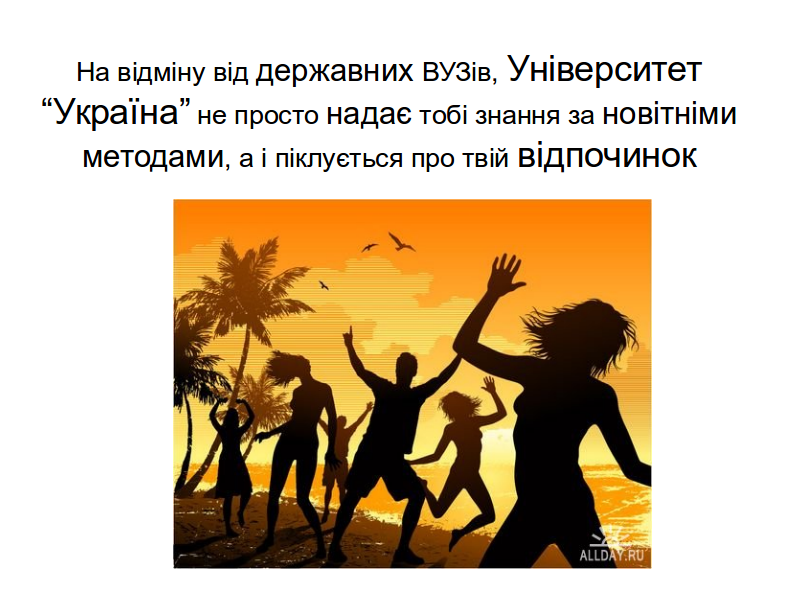 На відміну від державних ВУЗів, Університет
“Україна” не просто надає тобі знання за новітніми
методами, а і піклується про твій відпочинок
ALLDAY.RU